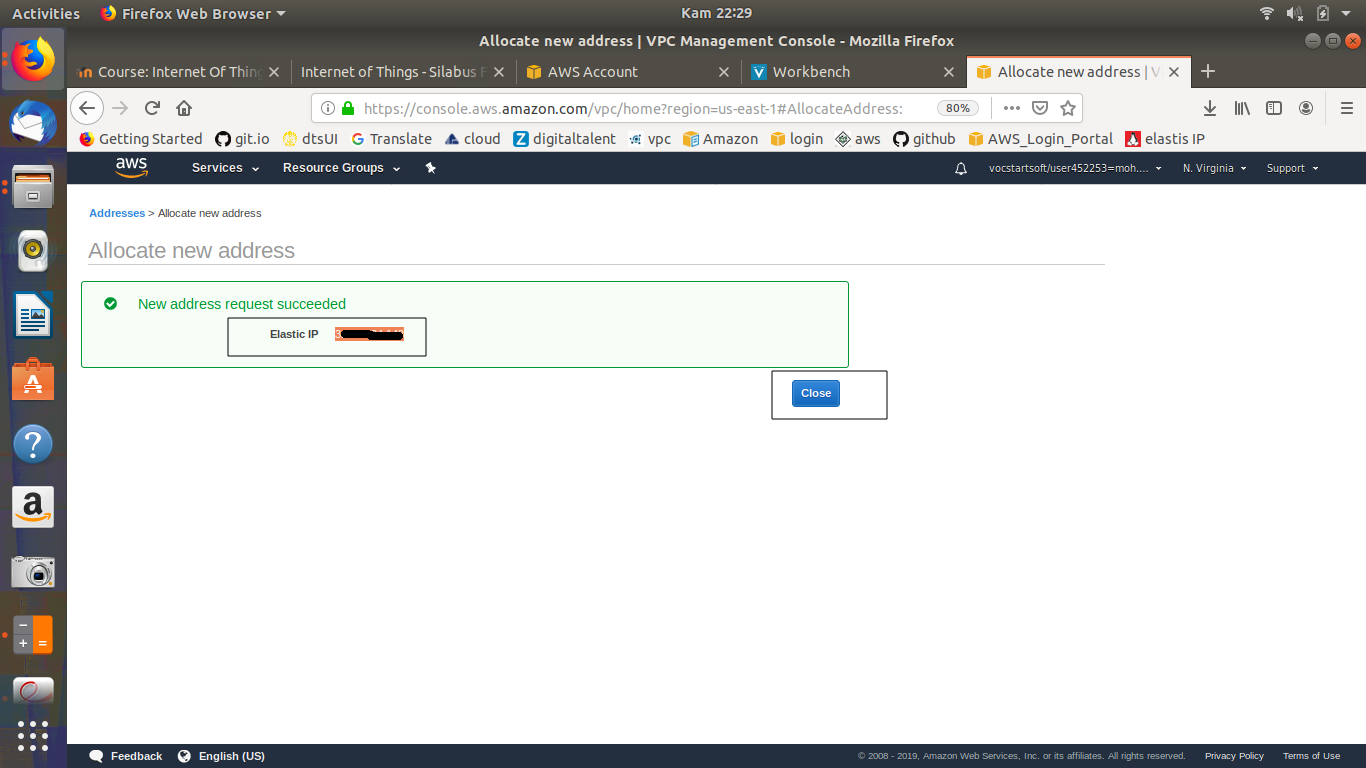 Activities Firefox Web Browser Kam 22:29
Allocate new address | VPC Management Console - Mozilla Firefox
Course: Internet Of Thing Internet of Things - Silabus AWS Account Workbench Allocate new address |
https://console.aws.amazon.com/vpc/home?region=us-east-1#AllocateAddress: 80%
Getting Started git.io dtsUI Translate cloud digitaltalent vpc Amazon login aws github AWS_Login_Portal elastis IP
aws Services Resource Groups vocstartsoft/user452253=moh.... N. Virginia Support
Addresses > Allocate new address
Allocate new address
New address request succeeded
Elastic IP
Close
Feedback English (US) © 2008 - 2019, Amazon Web Services, Inc. or its affiliates. All rights reserved. Privacy Policy Terms of Use